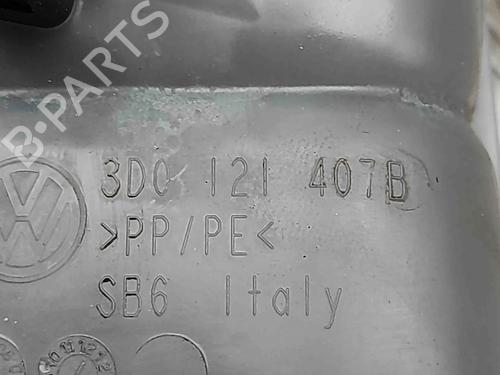 B-PARTS
3D0 121 407B
>PP/PE<
SB6 Italy